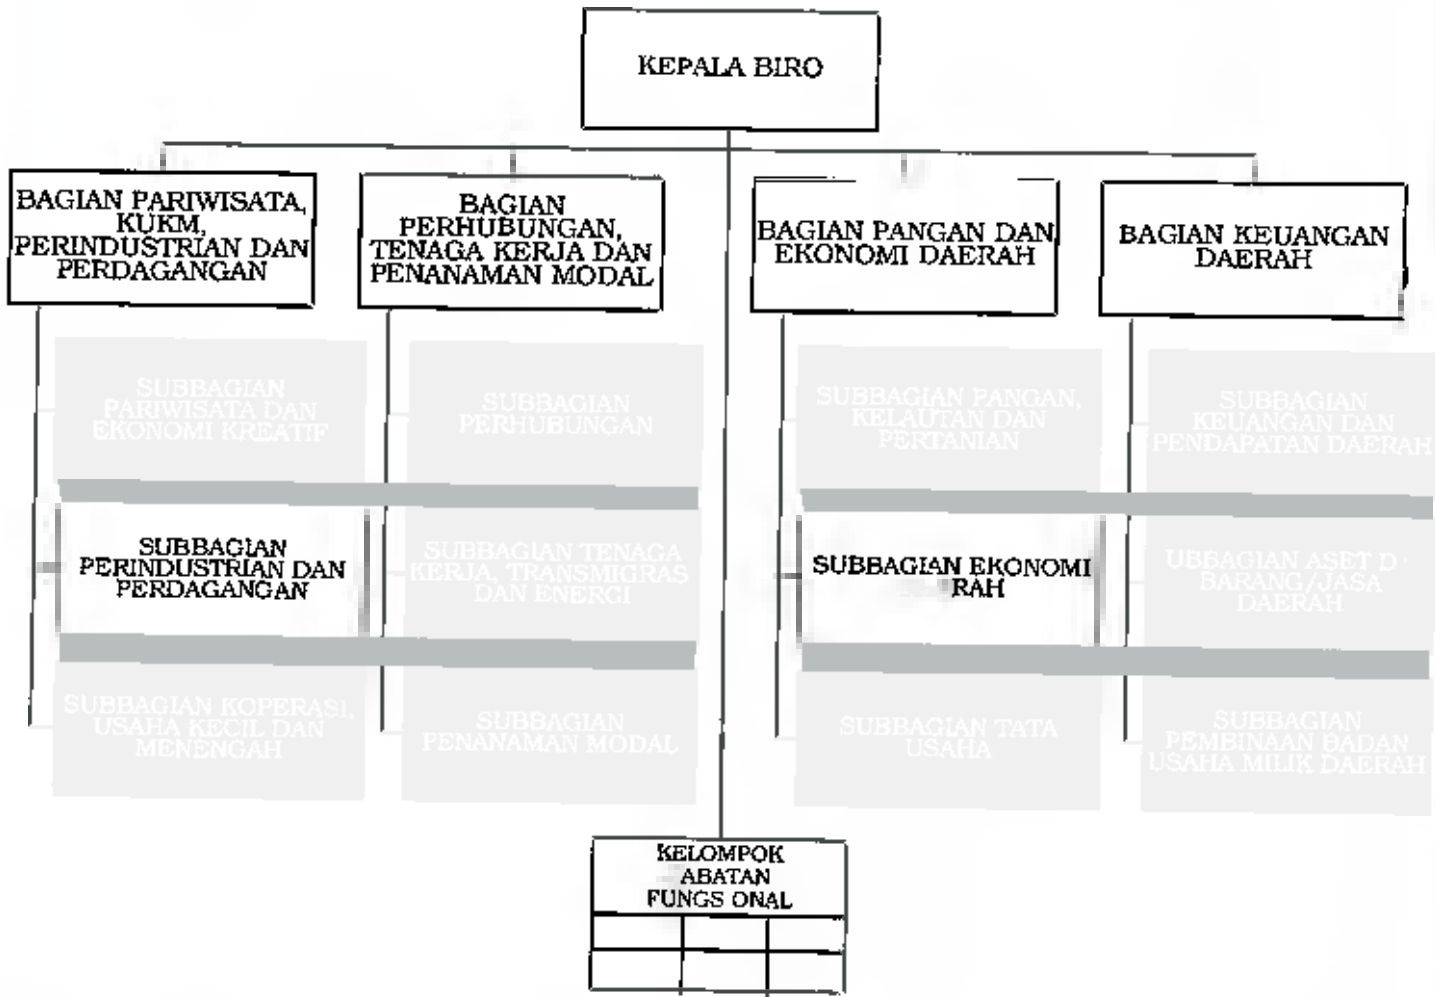 KEPALA BIRO
BAGIAN PARIWISATA,
KUKM,
PERINDUSTRIAN DAN
PERDAGANGAN
BAGIAN
PERHUBUNGAN,
TENAGA KERJA DAN
PENANAMAN MODAL
BAGIAN PANGAN DAN
EKONOMI DAERAH
BAGIAN KEUANGAN
DAERAH
SUBBAGIAN
PARIWISATA DAN
EKONOMI KREATIF
SUBBAGIAN
PERHUBUNGAN
SUBBAGIAN PANGAN,
KELAUTAN DAN
PERTANIAN
SUBBAGIAN
KEUANGAN DAN
PENDAPATAN DAERAH
SUBBAGIAN
PERINDUSTRIAN DAN
PERDAGANGAN
SUBBAGIAN TENAGA
KERJA, TRANSMIGRAS
DAN ENERGI
SUBBAGIAN EKONOMI
RAH
UBBAGIAN ASET D
BARANG/JASA
DAERAH
SUBBAGIAN KOPERASI,
USAHA KECIL DAN
MENENGAH
SUBBAGIAN
PENANAMAN MODAL
SUBBAGIAN TATA
USAHA
SUBBAGIAN
PEMBINAAN BADAN
USAHA MILIK DAERAH
KELOMPOK
ABATAN
FUNGS ONAL